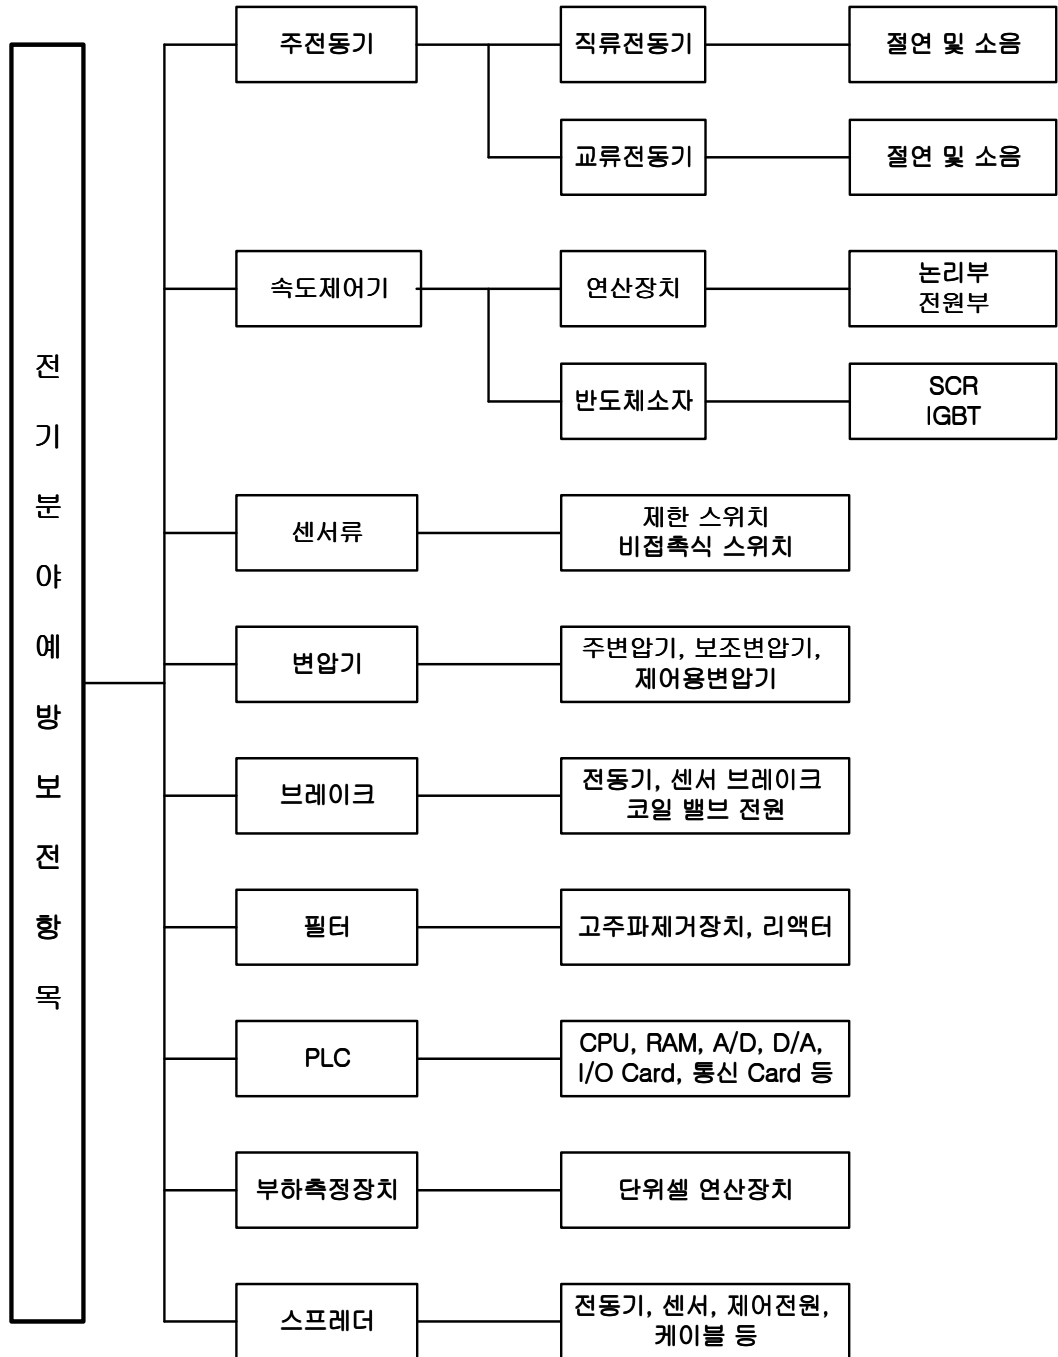 전기분야예방보전항목
주전동기
직류전동기
절연 및 소음
교류전동기
절연 및 소음
속도제어기
연산장치
논리부
전원부
반도체소자
SCR
IGBT
센서류
제한 스위치
비접촉식 스위치
변압기
주변압기, 보조변압기,
제어용변압기
브레이크
전동기, 센서 브레이크
코일 밸브 전원
필터
고주파제거장치, 리액터
PLC
CPU, RAM, A/D, D/A,
I/O Card, 통신 Card 등
부하측정장치
단위셀 연산장치
스프레더
전동기, 센서, 제어전원,
케이블 등